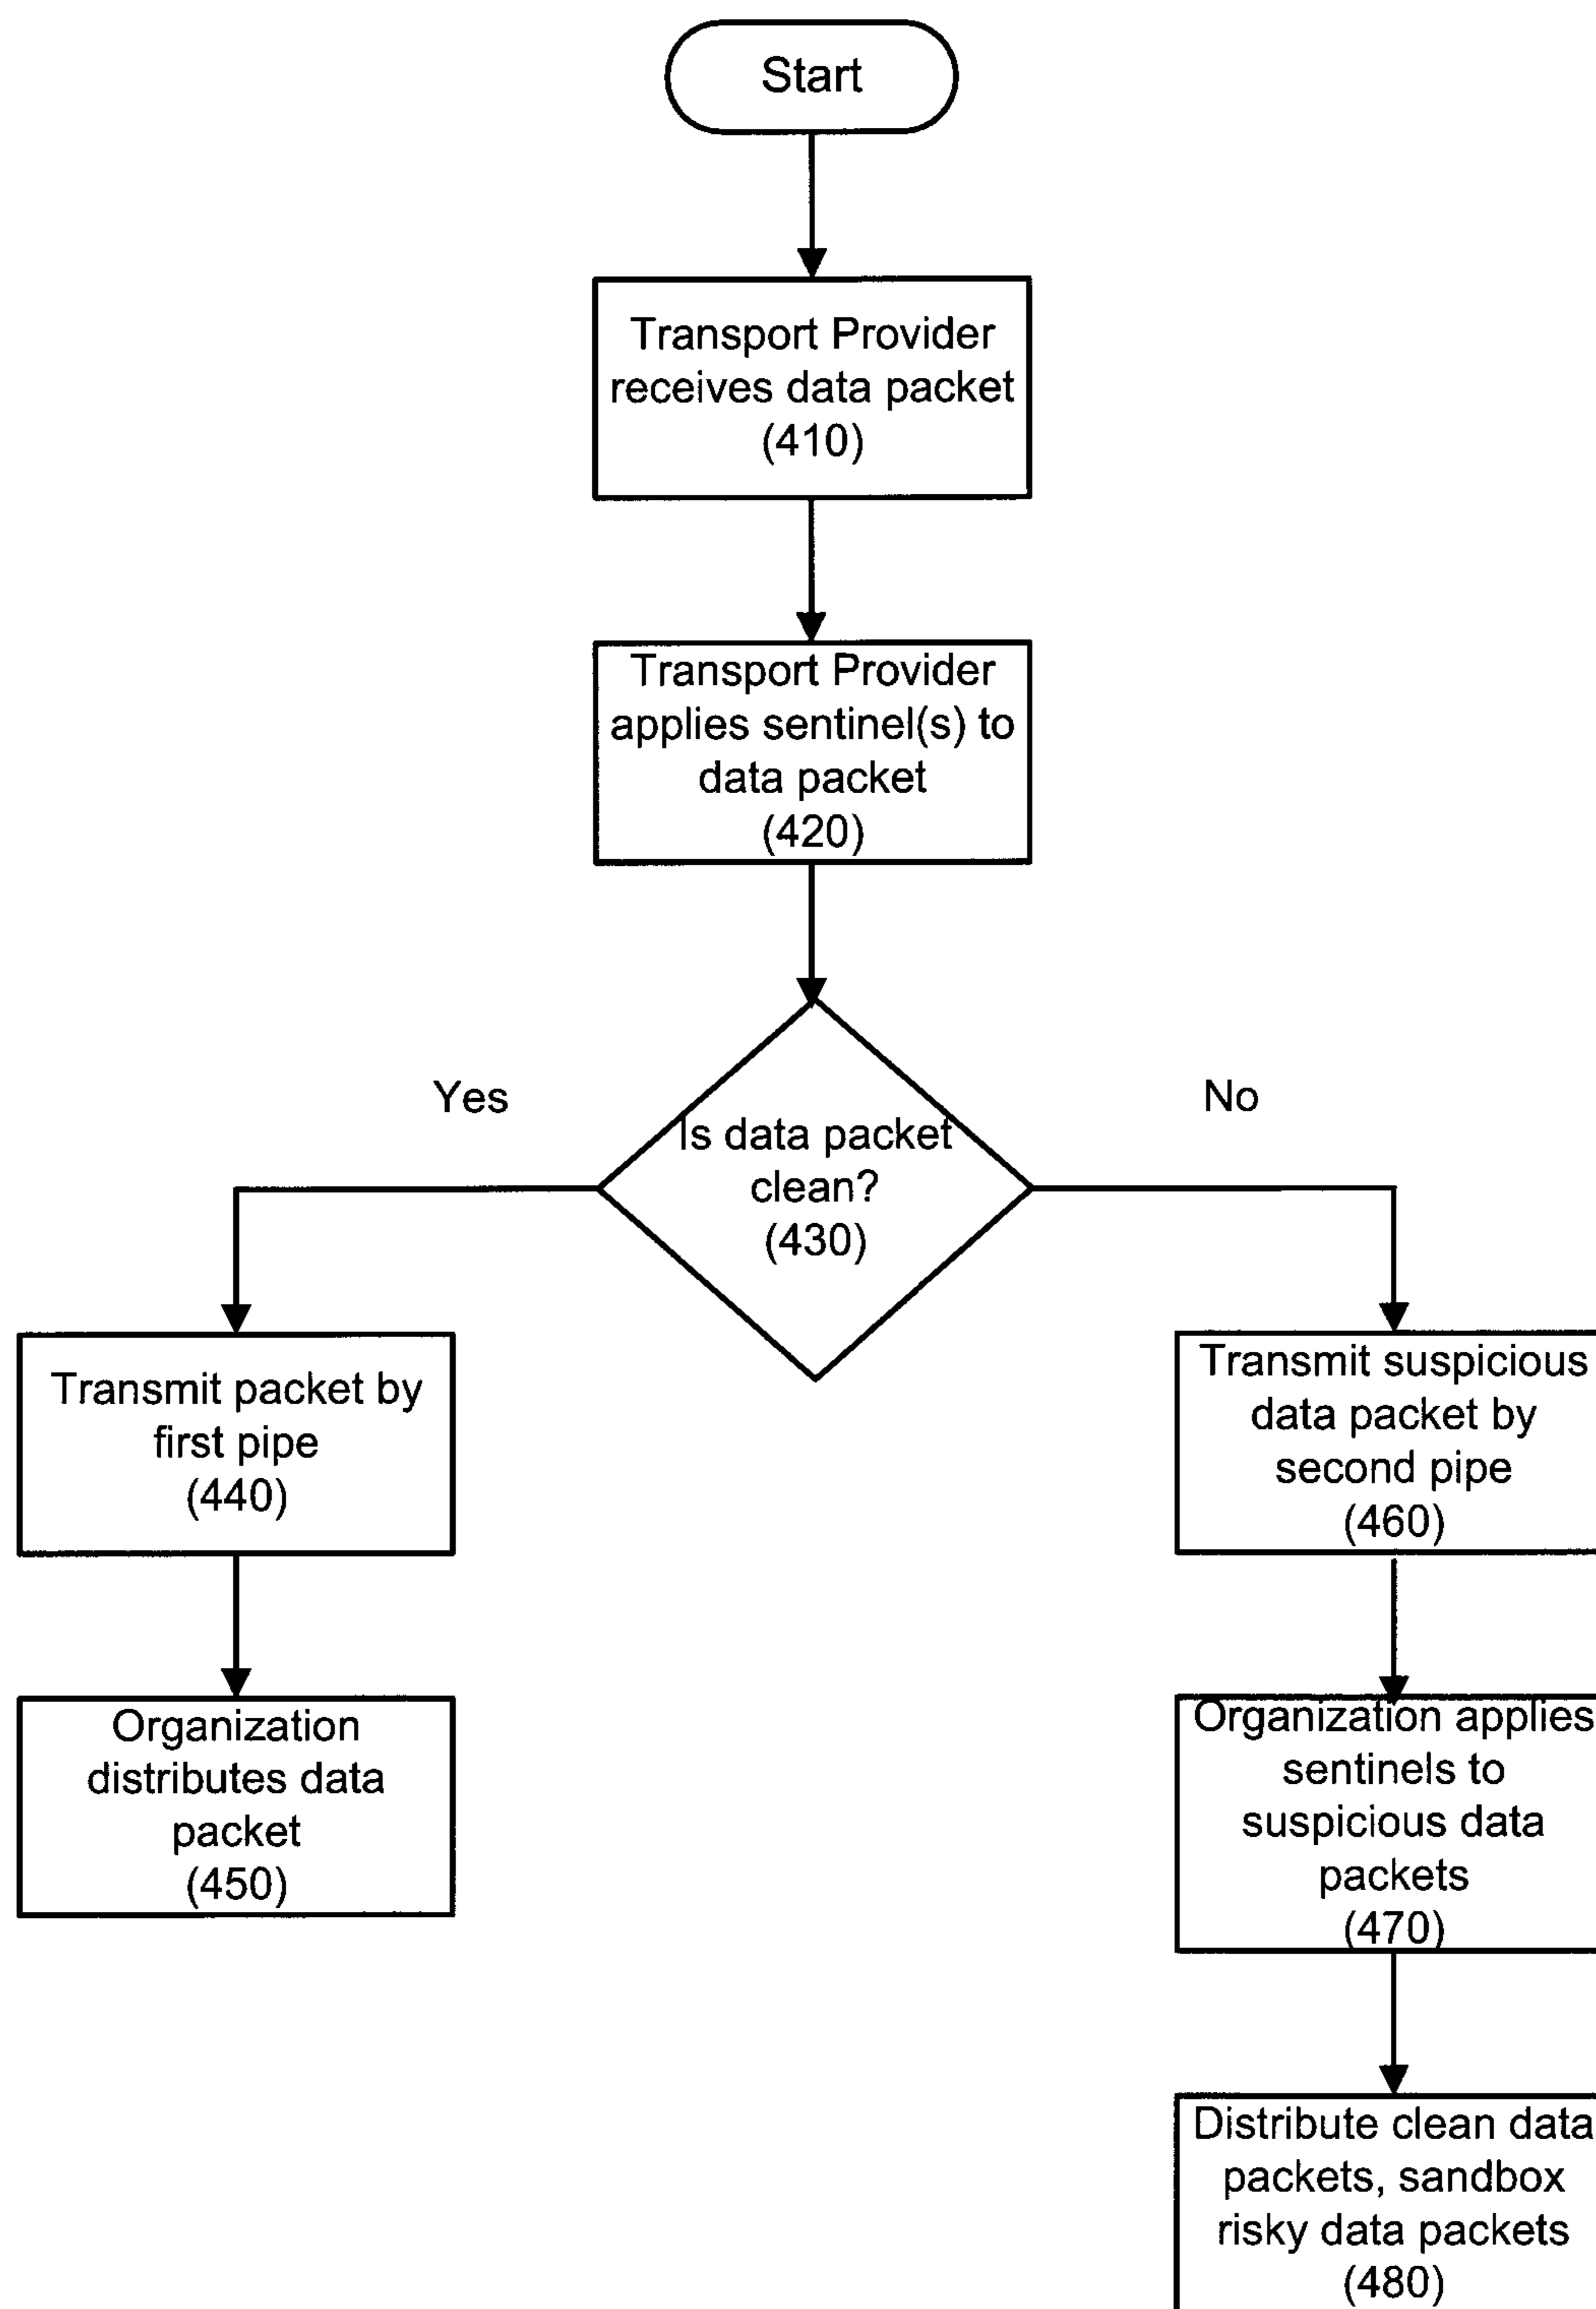 Start
Transport Provider
receives data packet
(410)
Transport Provider
applies sentinel(s) to
data packet
(420)
Yes
No
Is data packet
clean?
(430)
Transmit packet by
first pipe
(440)
Transmit suspicious
data packet by
second pipe
(460)
Organization
distributes data
packet
(450)
Organization applies
sentinels to
suspicious data
packets
(470)
Distribute clean data
packets, sandbox
risky data packets
(480)